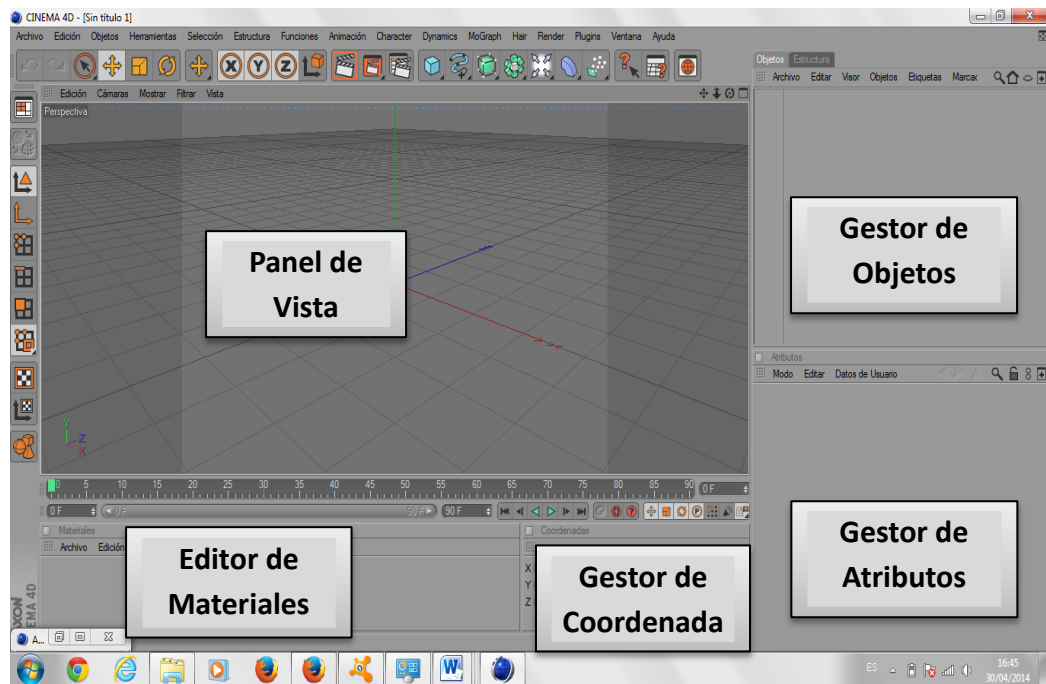 CINEMA 4D - [Sin título 1]
Archivo Edición Objetos Herramientas Selección Estructura Funciones Animación Character Dynamics MoGraph Hair Render Plugins Ventana Ayuda
Objetos Estructura
Archivo Editar Visor Objetos Etiquetas Marcac
Edición Cámaras Mostrar Filtrar Vista
Perspectiva
Gestor de
Objetos
Panel de
Vista
Atributos
Modo Editar Datos de Usuario
Y
Z
X
0 5 10 15 20 25 30 35 40 45 50 55 60 65 70 75 80 85 90 0 F
0 F 0 F 90 F 90 F
Materiales
Archivo Edición
Editor de
Materiales
Coordenadas
X
Y
Z
Gestor de
Coordenada
Gestor de
Atributos
A...
ES 16:45
30/04/2014